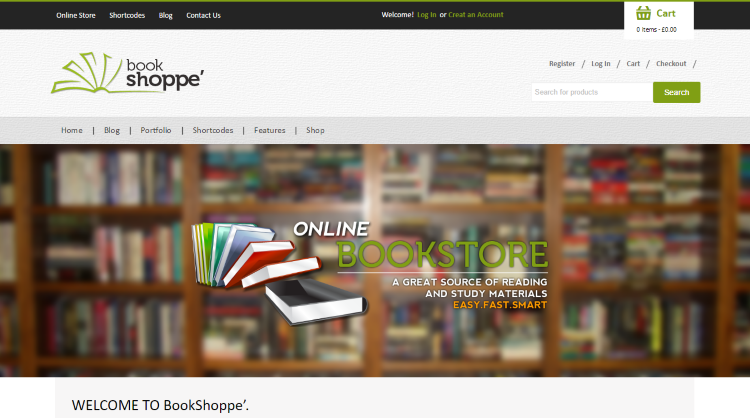 Online Store Shortcodes Blog Contact Us Welcome! Log In or Creat an Account Cart
0 items - £0.00
book
shoppe'
Register / Log In / Cart / Checkout /
Search for products Search
Home | Blog | Portfolio | Shortcodes | Features | Shop
ONLINE
BOOKSTORE
A GREAT SOURCE OF READING
AND STUDY MATERIALS
EASY.FAST.SMART
WELCOME TO BookShoppe'.